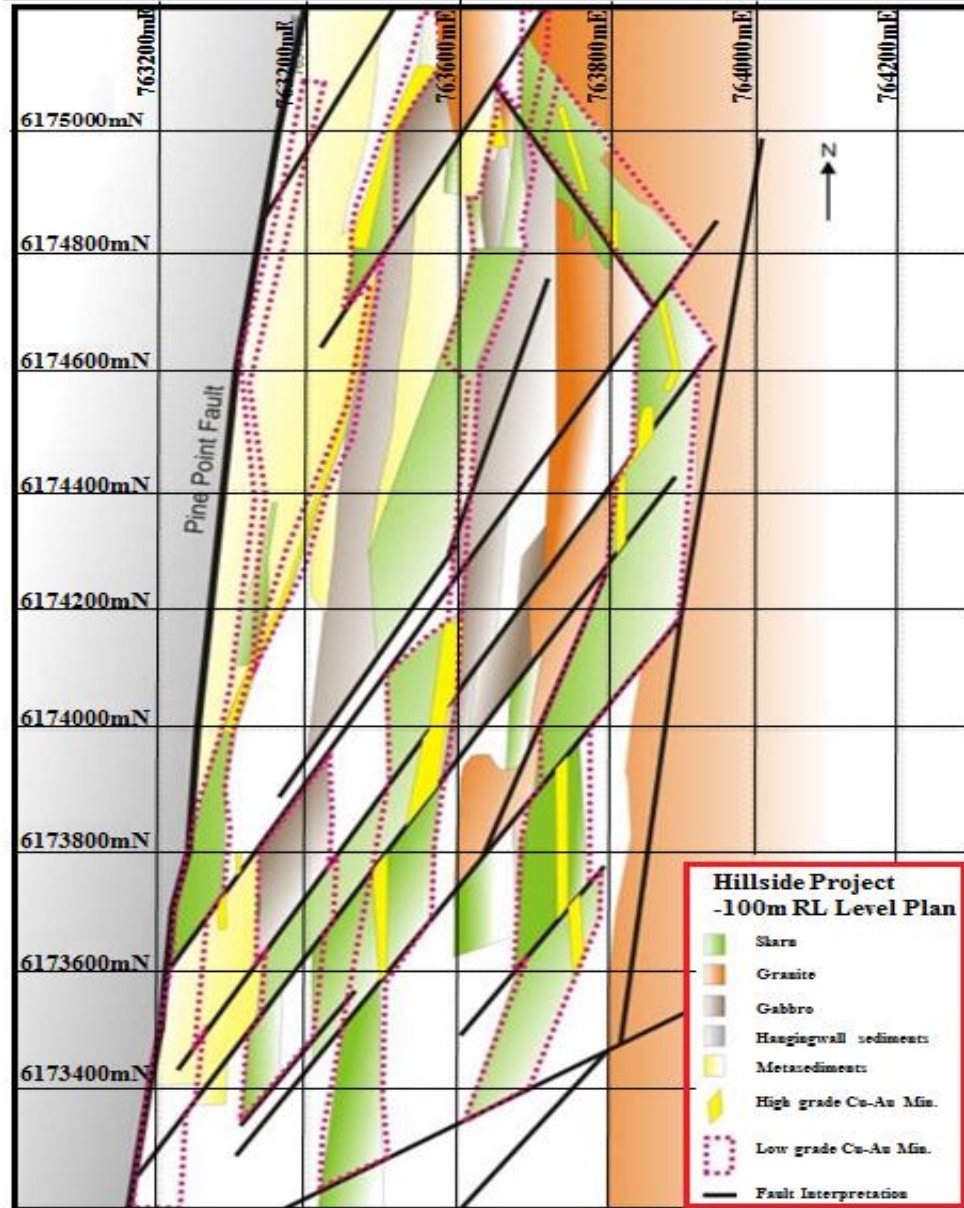 763200mE
763200mE
763600mE
763800mE
764000mE
764200mE
6175000mN
N
6174800mN
6174600mN
Pine Point Fault
6174400mN
6174200mN
6174000mN
6173800mN
6173600mN
6173400mN
Hillside Project
-100m RL Level Plan
Skarn
Granite
Gabbro
Hangingwall sediments
Metasediments
High grade Cu-Au Min.
Low grade Cu-Au Min.
Fault Interpretation